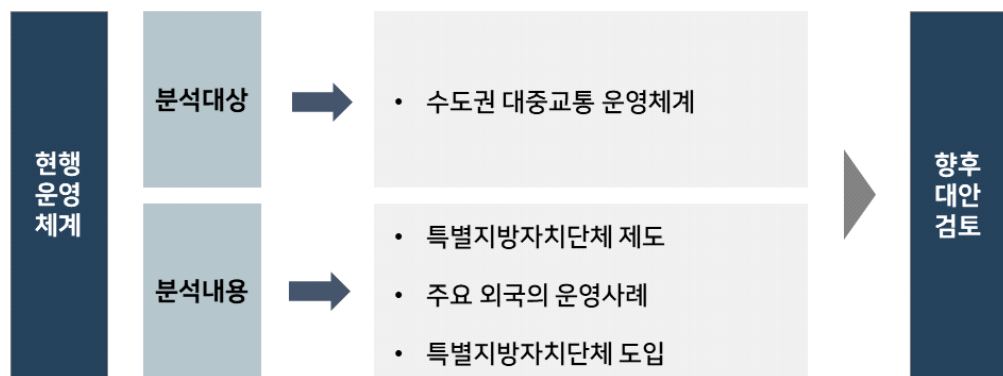 현행
운영
체계
분석대상
• 수도권 대중교통 운영체계
분석내용
• 특별지방자치단체 제도
• 주요 외국의 운영사례
• 특별지방자치단체 도입
향후
대안
검토